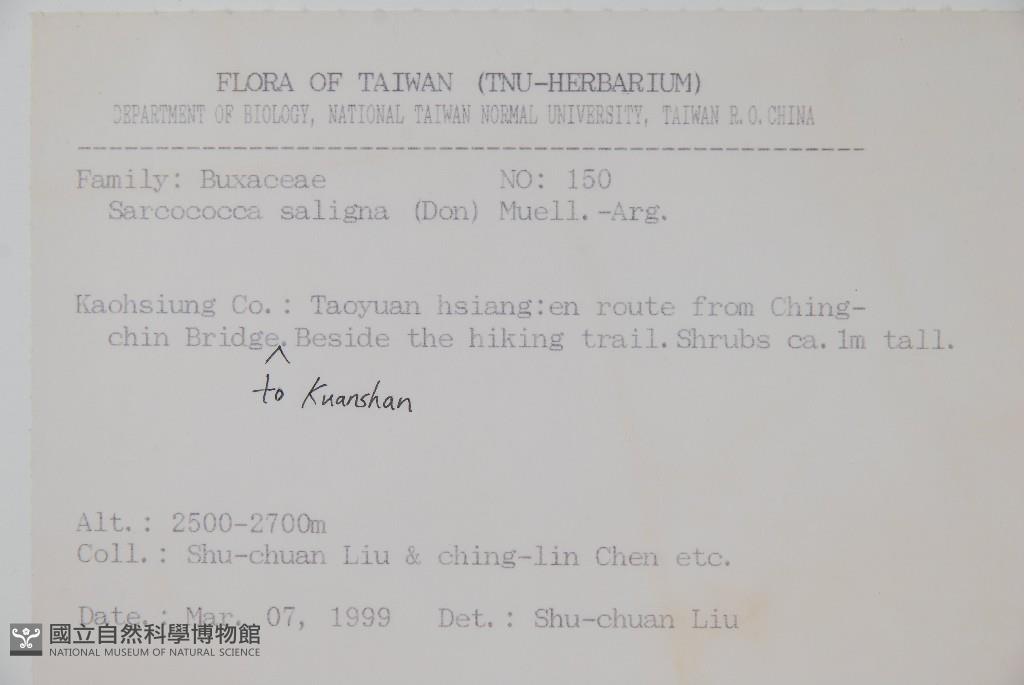 FLORA OF TAIWAN (TNU-HERBARIUM)
DEPARTMENT OF BIOLOGY, NATIONAL TAIWAN NORMAL UNIVERSITY, TAIWAN R.O.CHINA
Family: Buxaceae NO: 150
Sarcococca saligna (Don) Muell.-Arg.
Kaohsiung Co.: Taoyuan hsiang:en route from Ching-
chin Bridge.Beside the hiking trail.Shrubs ca.1m tall.
to Kuanshan
Alt.: 2500-2700m
Coll.: Shu-chuan Liu & ching-lin Chen etc.
Date.: Mar. 07, 1999 Det.: Shu-chuan Liu
國立自然科學博物館
NATIONAL MUSEUM OF NATURAL SCIENCE